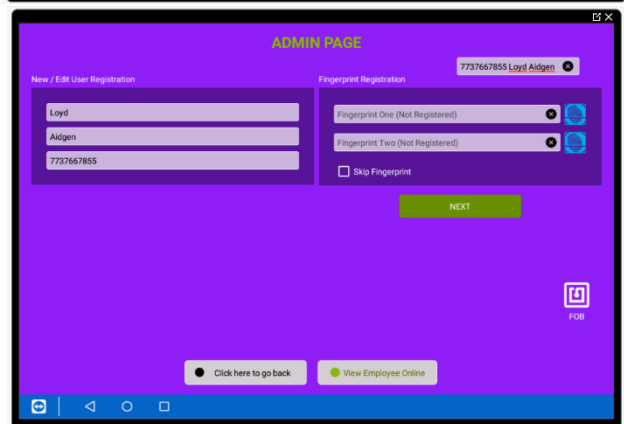 ADMIN PAGE
7737667855 Loyd Aidgen
New / Edit User Registration
Fingerprint Registration
Loyd
Aidgen
7737667855
Fingerprint One (Not Registered)
Fingerprint Two (Not Registered)
Skip Fingerprint
NEXT
FOB
Click here to go back
View Employee Online